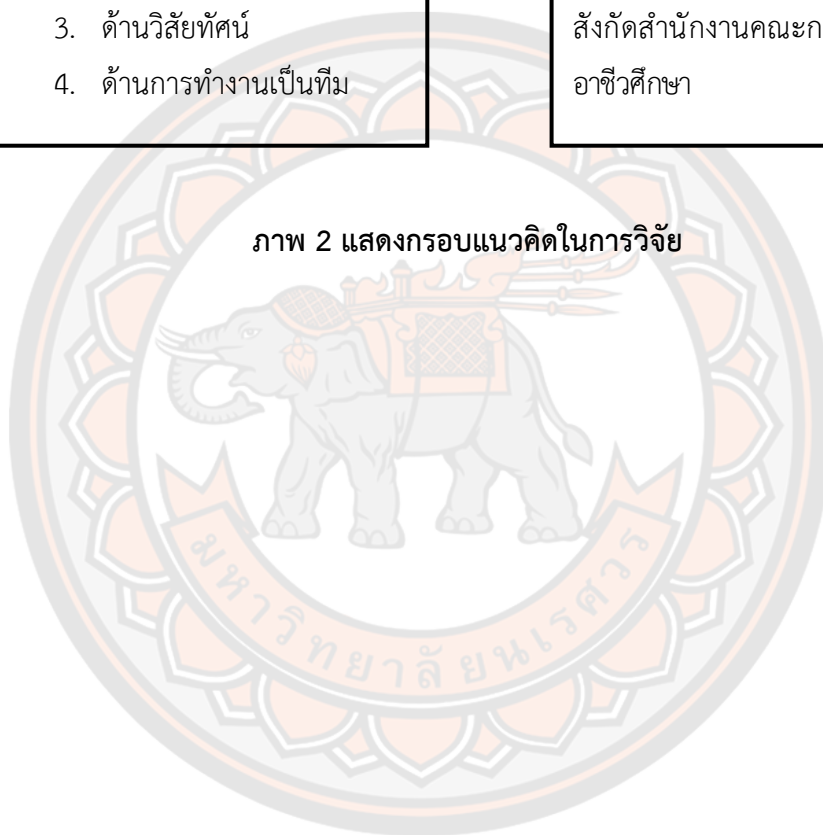 3. ด้านวิสัยทัศน์
4. ด้านการทำงานเป็นทีม
สังกัดสำนักงานคณะก
อาชีวศึกษา
ภาพ 2 แสดงกรอบแนวคิดในการวิจัย
มหาวิทยาลัยนเรศวร